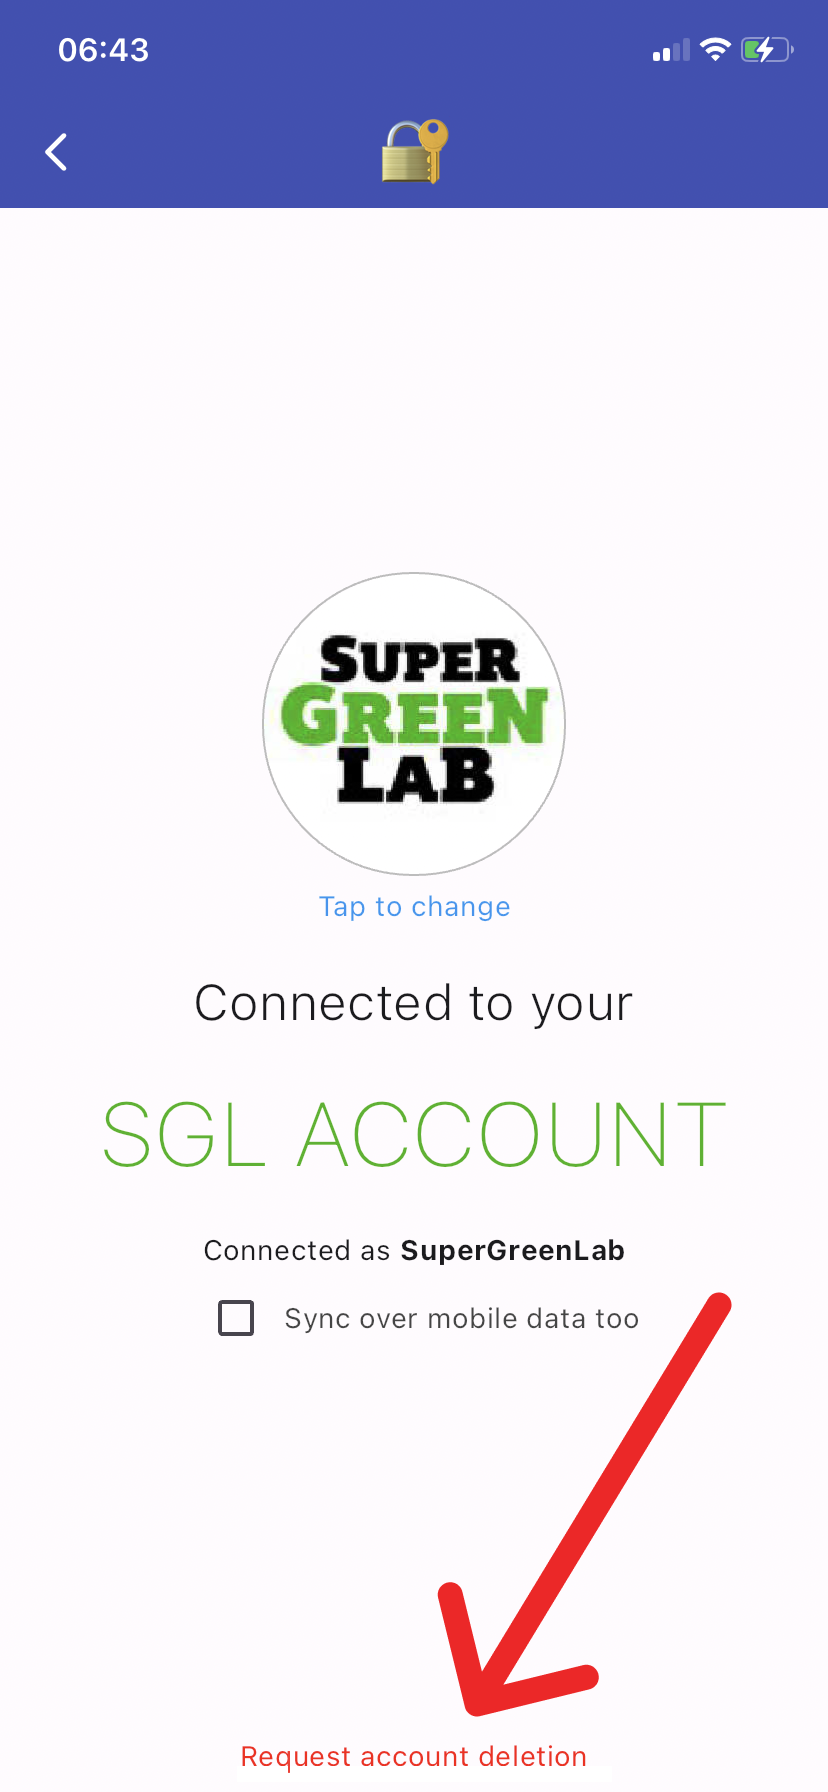 06:43
SUPER
GREEN
LAB
Tap to change
Connected to your
SGL ACCOUNT
Connected as SuperGreenLab
Sync over mobile data too
Request account deletion